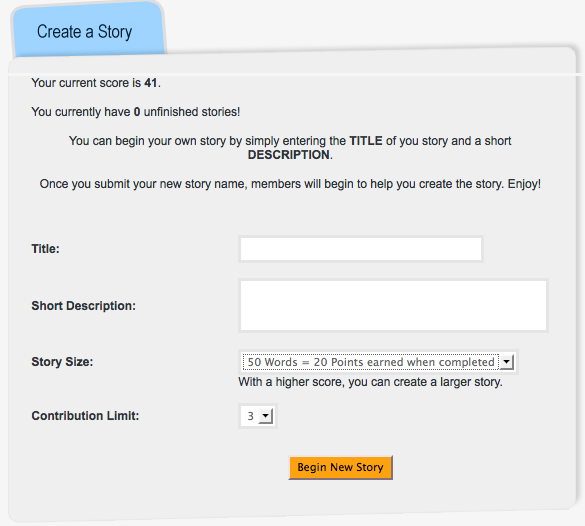 Create a Story
Your current score is 41.
You currently have 0 unfinished stories!
You can begin your own story by simply entering the TITLE of you story and a short
DESCRIPTION.
Once you submit your new story name, members will begin to help you create the story. Enjoy!
Title:
Short Description:
Story Size:
50 Words = 20 Points earned when completed
With a higher score, you can create a larger story.
Contribution Limit:
3
Begin New Story